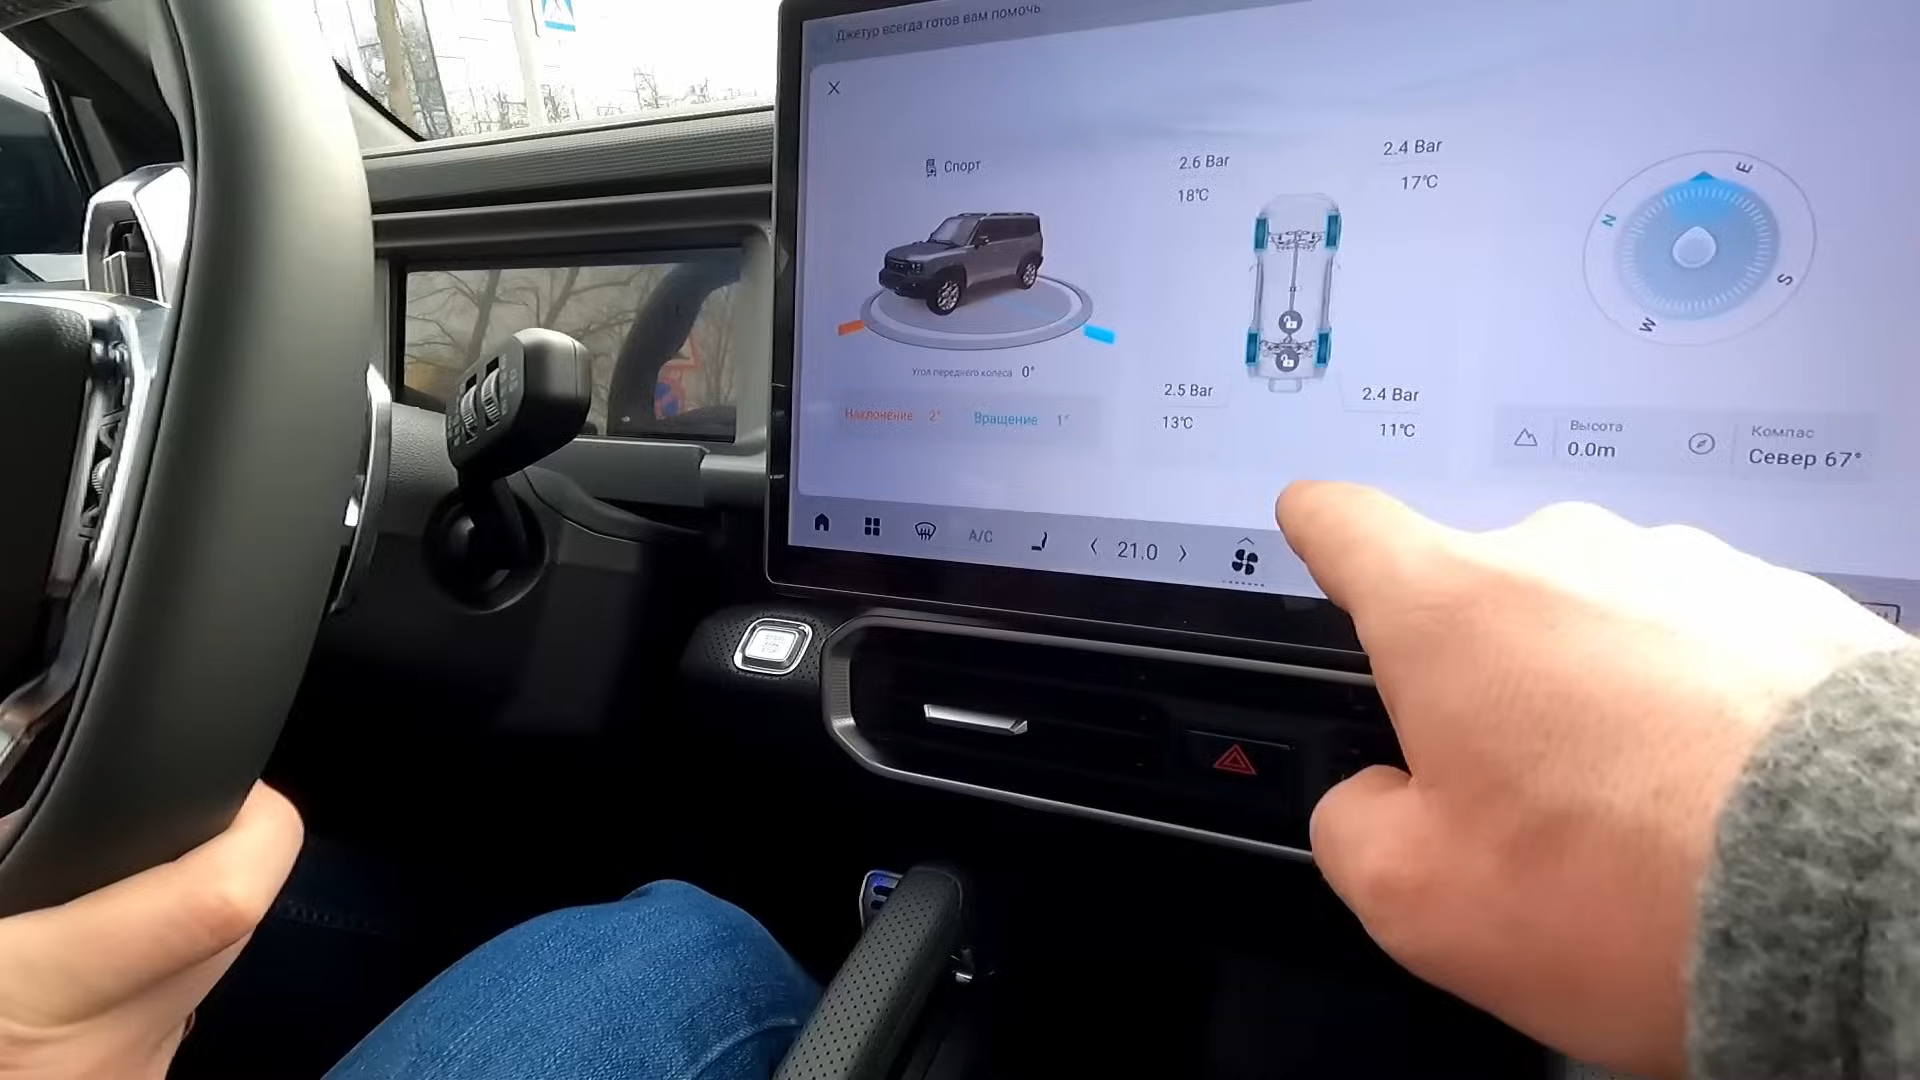 Джетур всегда готов вам помочь
Спорт
2.6 Bar
18℃
2.4 Bar
17℃
E
N
S
W
Угол переднего колеса 0°
Наклонение 2°
Вращение 1°
2.5 Bar
13℃
2.4 Bar
11℃
Высота
0.0m
Компас
Север 67°
A/C
21.0